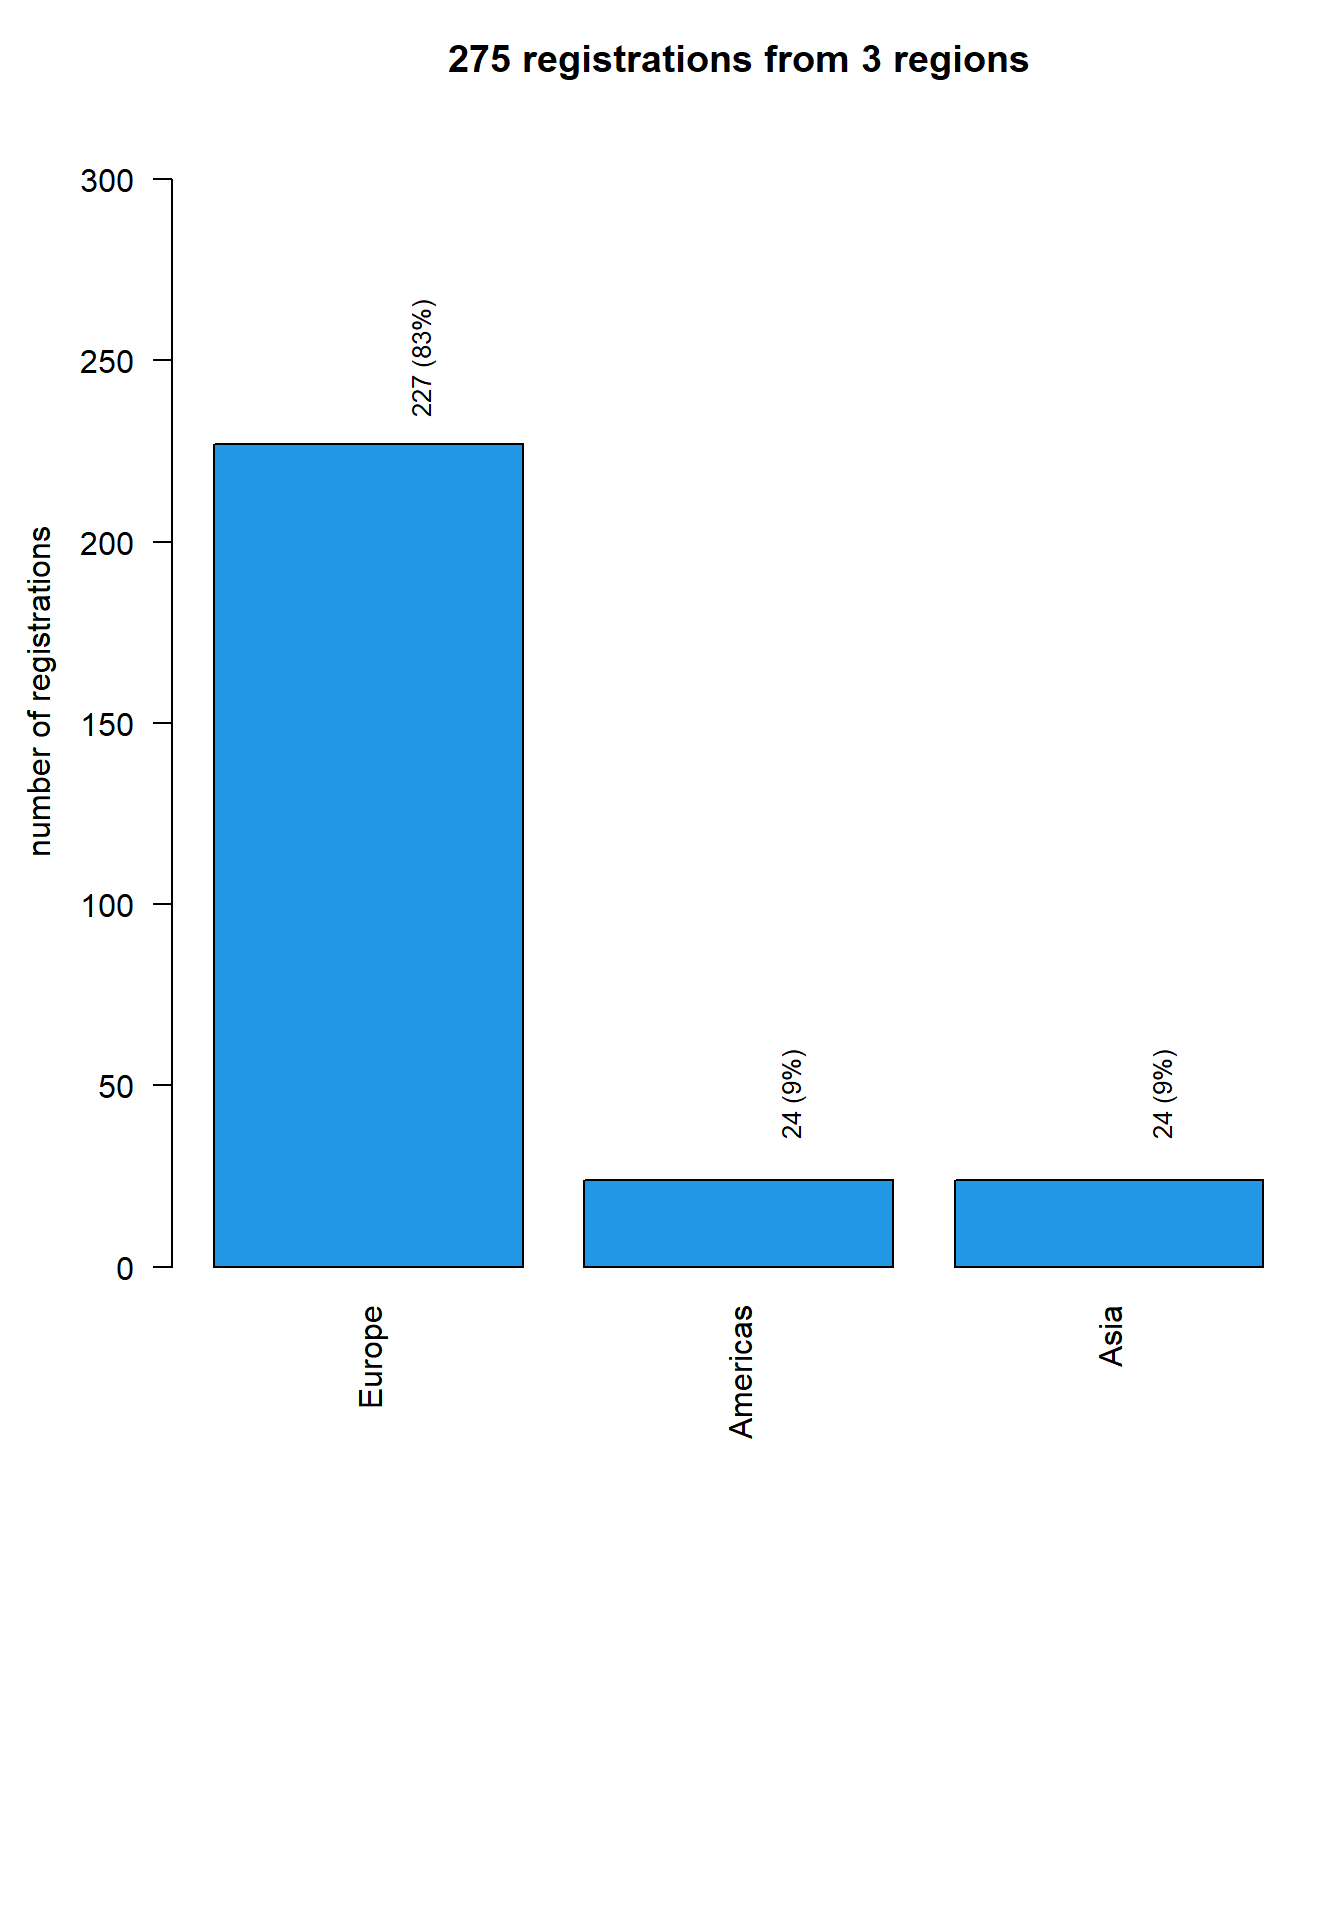 275 registrations from 3 regions
number of registrations
300
250
200
150
100
50
0
227 (83%)
24 (9%)
24 (9%)
Europe
Americas
Asia